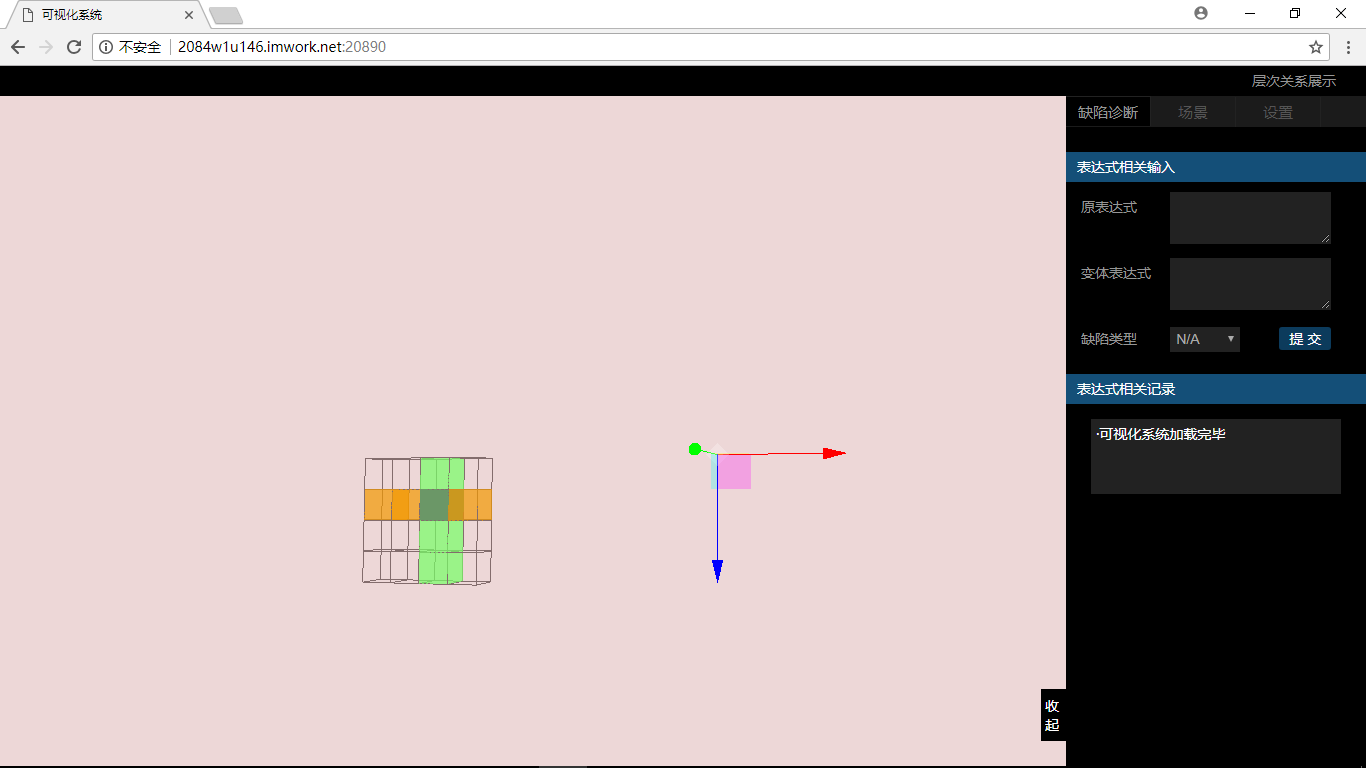 可视化系统
不安全
2084w1u146.imwork.net:20890
层次关系展示
缺陷诊断 场景 设置
表达式相关输入
原表达式
变体表达式
缺陷类型 N/A 提 交
表达式相关记录
·可视化系统加载完毕
收
起